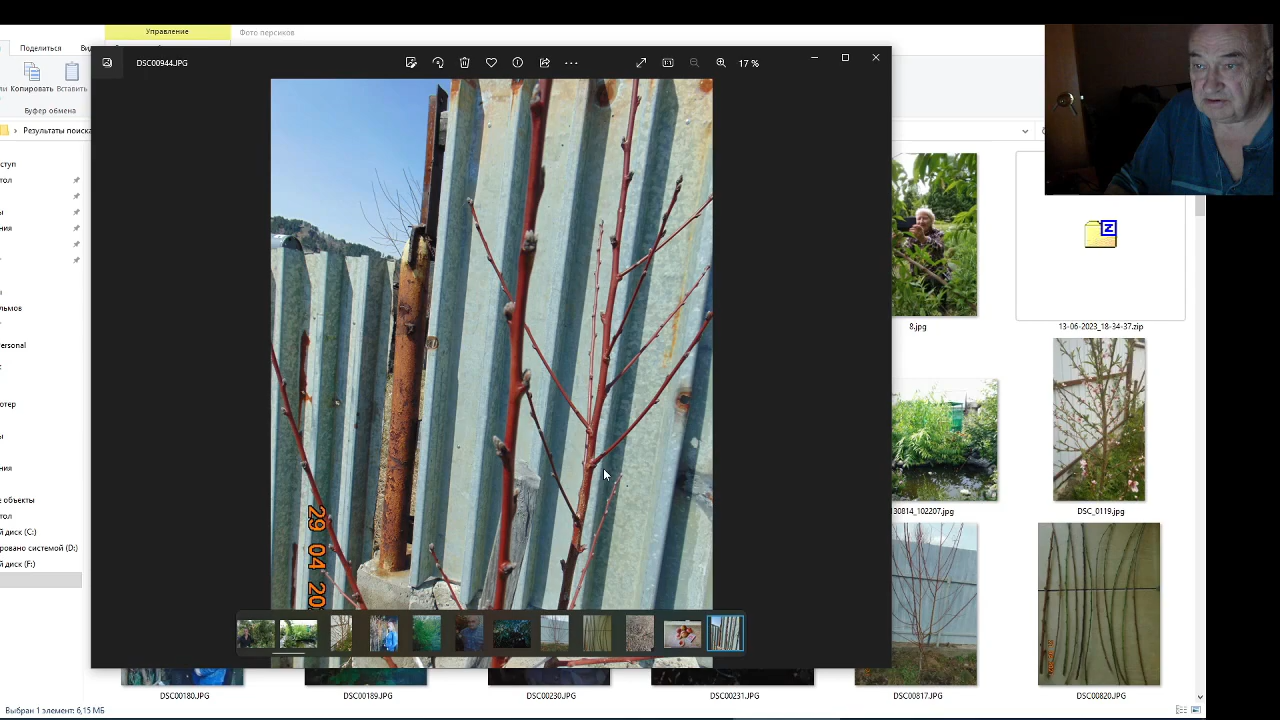 Управление
Фото персиков
Поделиться
Ви
Копировать
Вставить
Буфер обмена
Результаты поиска
DSC00944.JPG
17 %
29 04 20
8.jpg
13-06-2023_18-34-37.zip
130814_102207.jpg
DSC_0119.jpg
DSC00180.JPG
DSC00189.JPG
DSC00230.JPG
DSC00231.JPG
DSC00817.JPG
DSC00820.JPG
ступ
тол
ы
ния
льмов
ersonal
отер
ы
ния
е объекты
тол
й диск (C:)
ровано системой (D:)
й диск (F:)
Выбран 1 элемент: 6,15 МБ